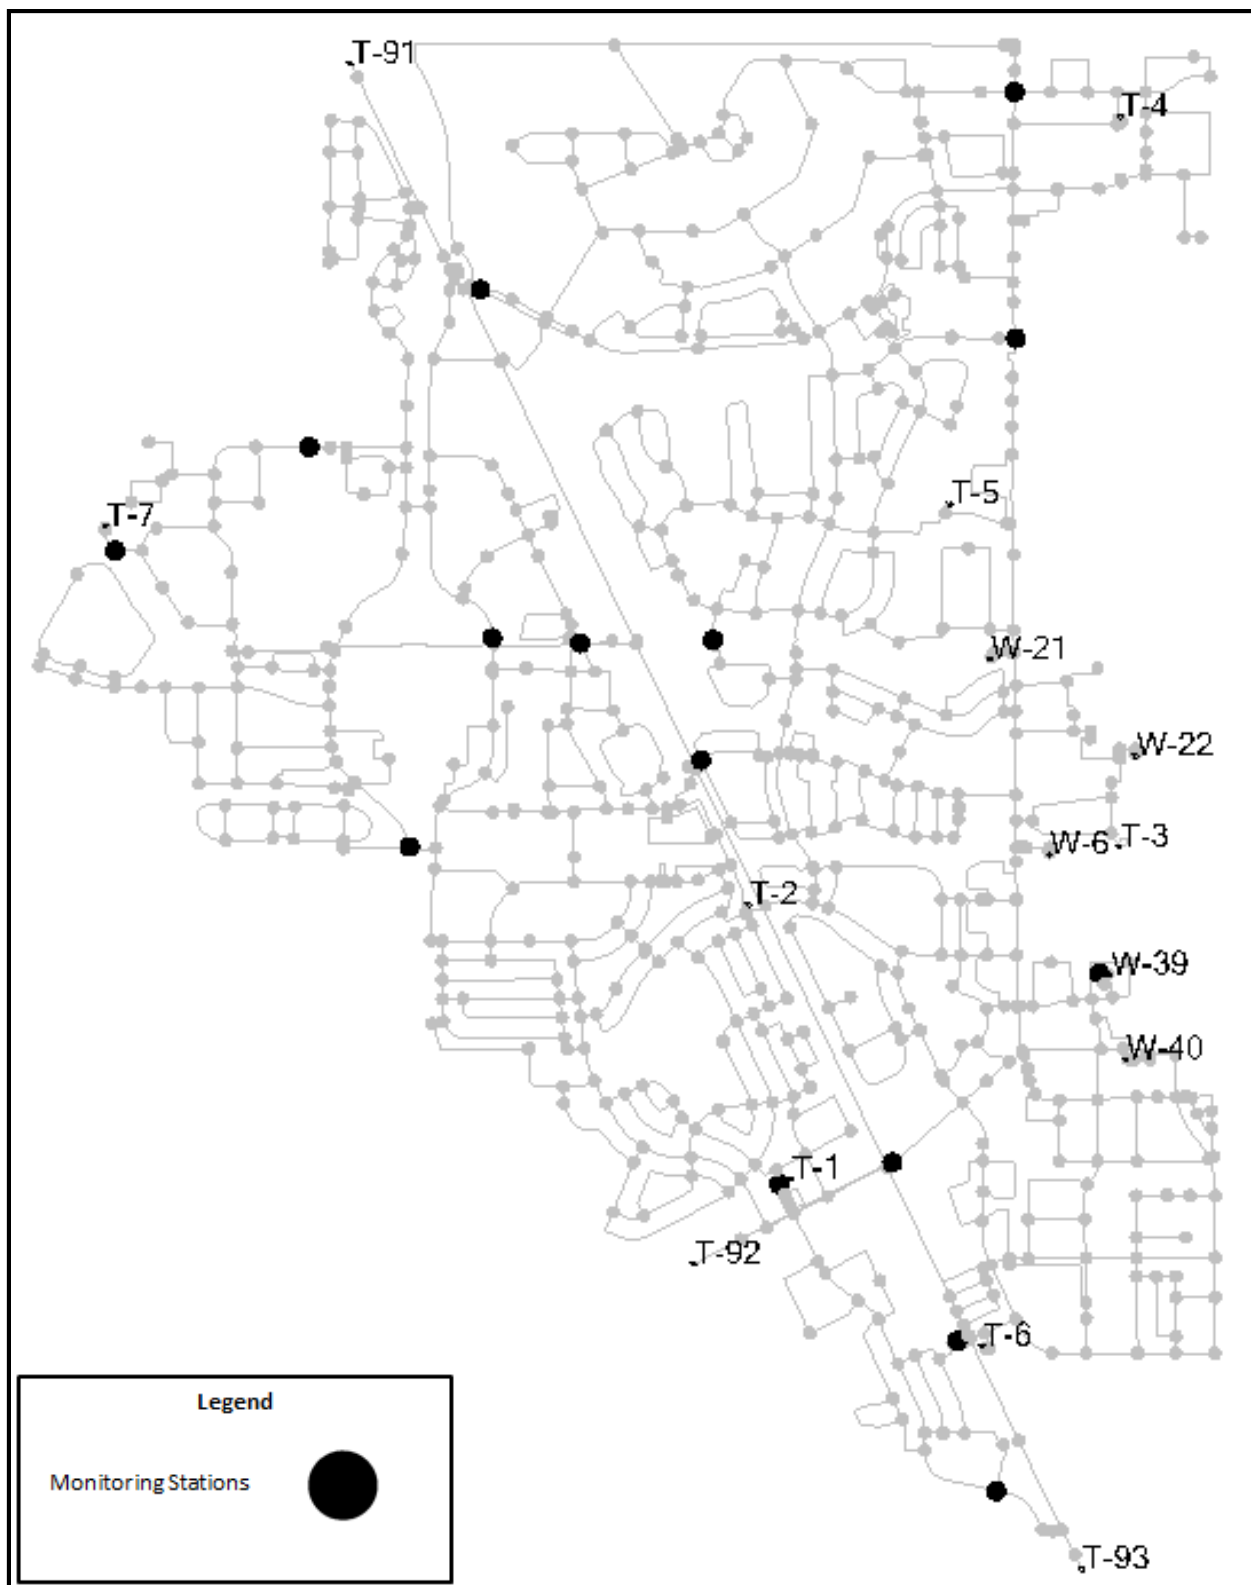 T-91
T-4
T-5
T-7
W-21
W-22
W-6
T-3
T-2
W-39
W-40
T-1
T-92
T-6
Legend
Monitoring Stations
T-93